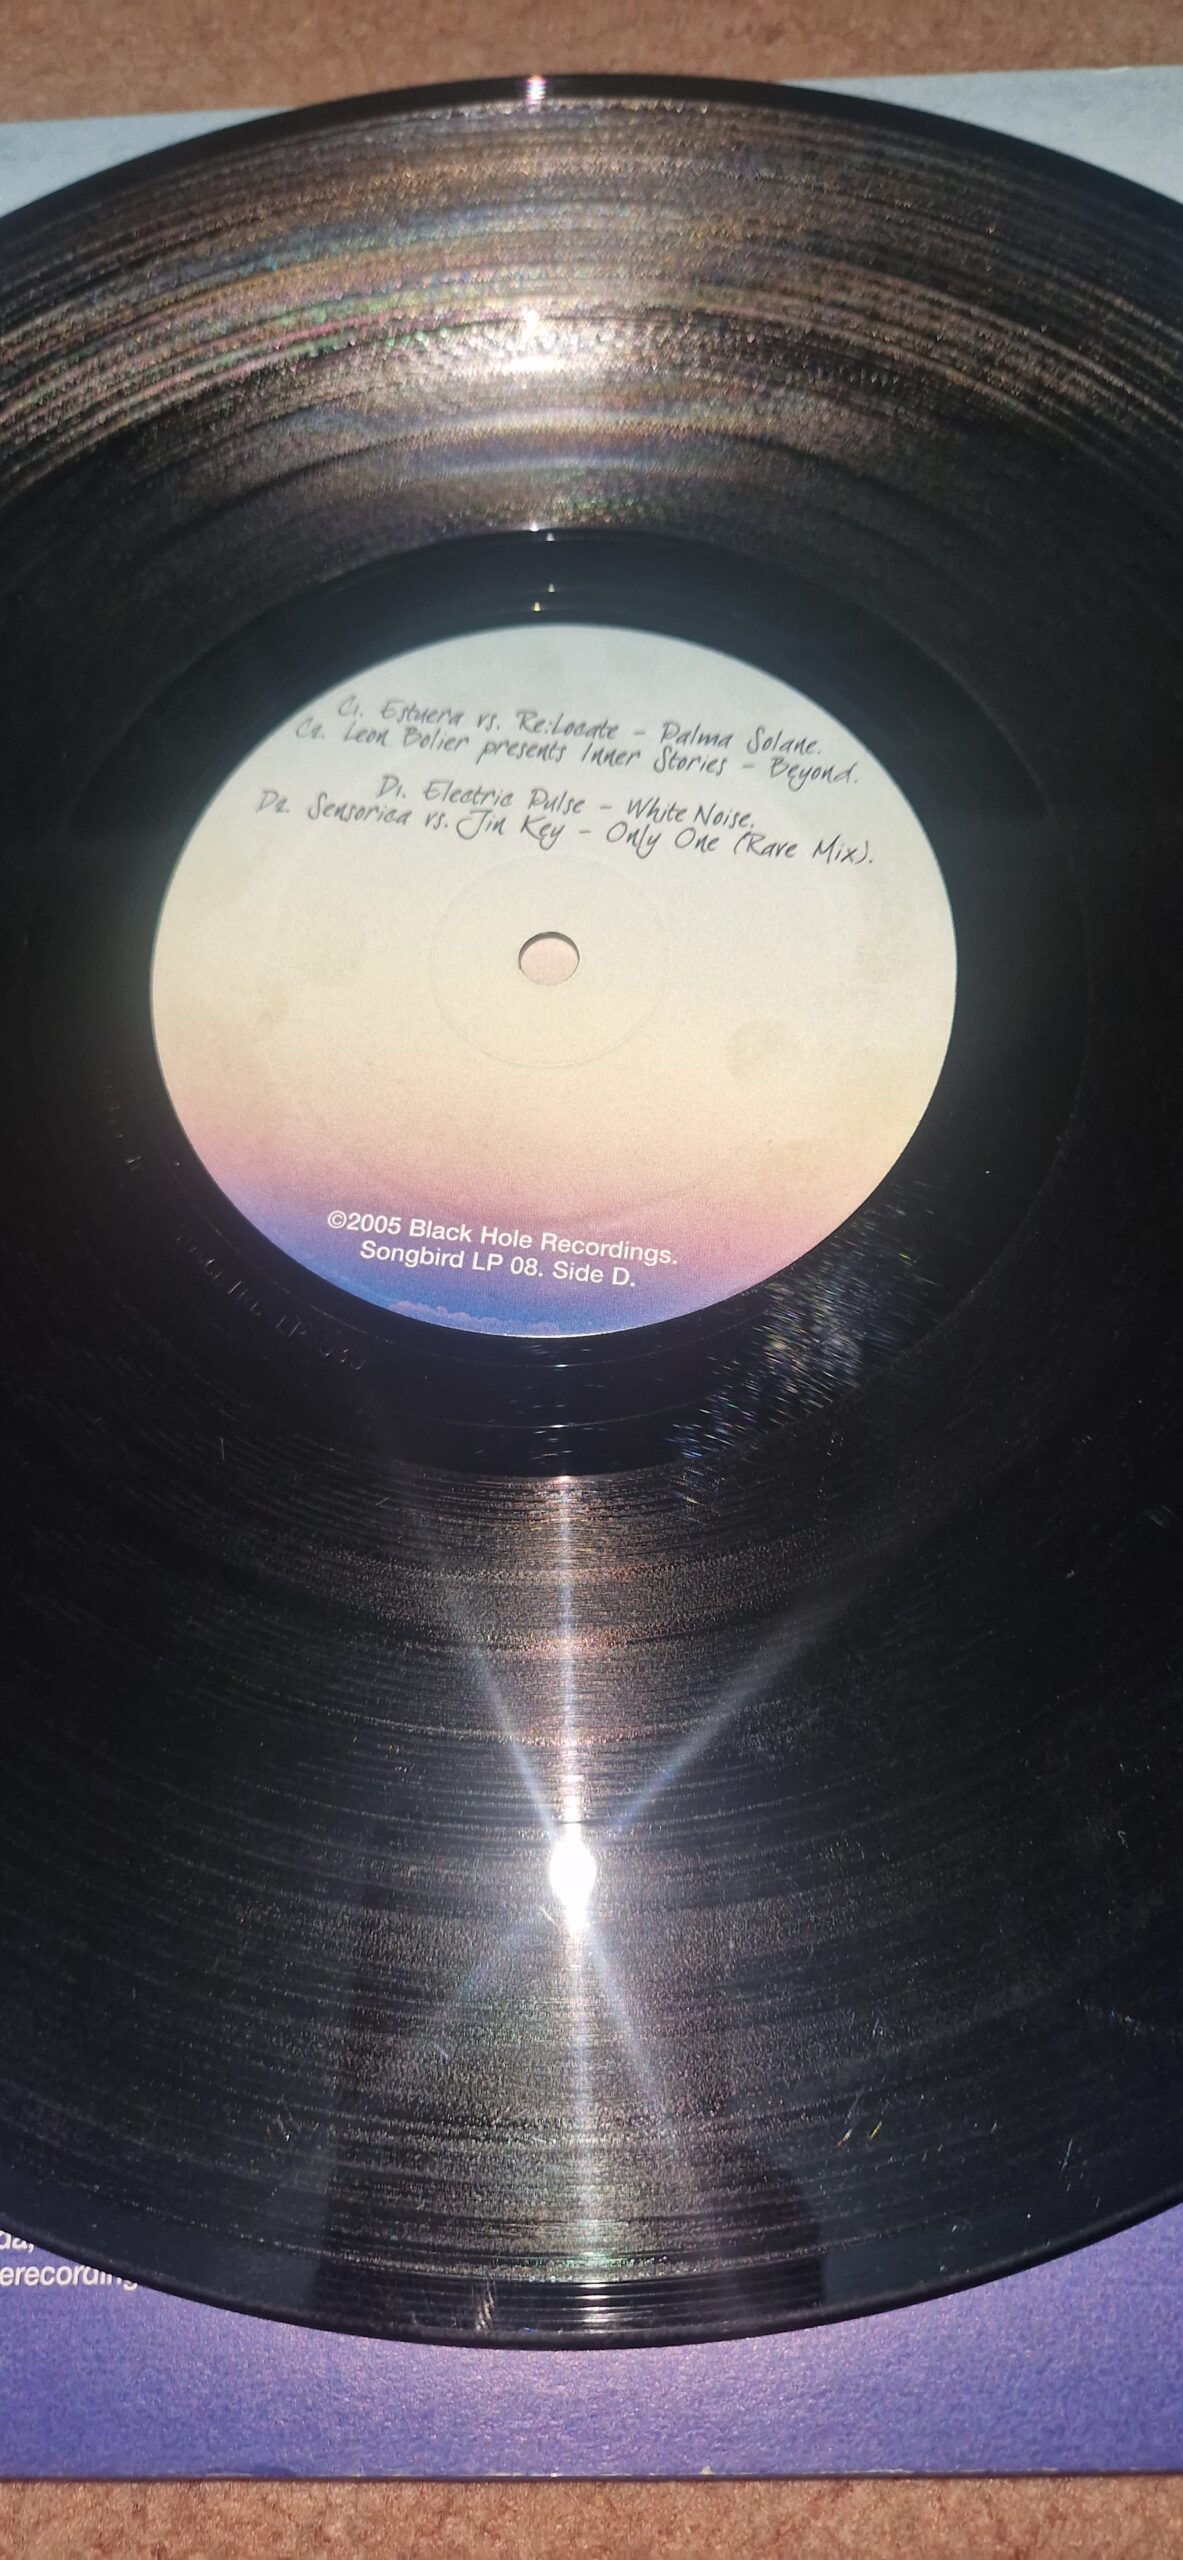 C1. Estuera vs. Re:Locate - Palma Solane.
C2. Leon Bolier presents Inner Stories - Beyond.
D1. Electric Pulse - White Noise.
D2. Sensorica vs. Jin Key - Only One (Rave Mix).
©2005 Black Hole Recordings.
Songbird LP 08. Side D.